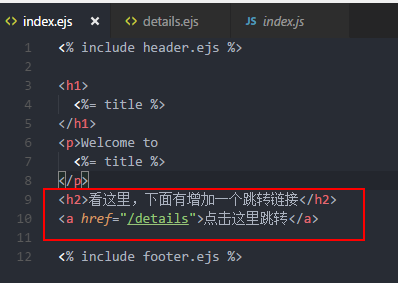 index.ejs details.ejs JS index.js
1 <% include header.ejs %>
2
3 <h1>
4 <%= title %>
5 </h1>
6 <p>Welcome to
7 <%= title %>
8 </p>
9 <h2>看这里，下面有增加一个跳转链接</h2>
10 <a href="/details">点击这里跳转</a>
11
12 <% include footer.ejs %>